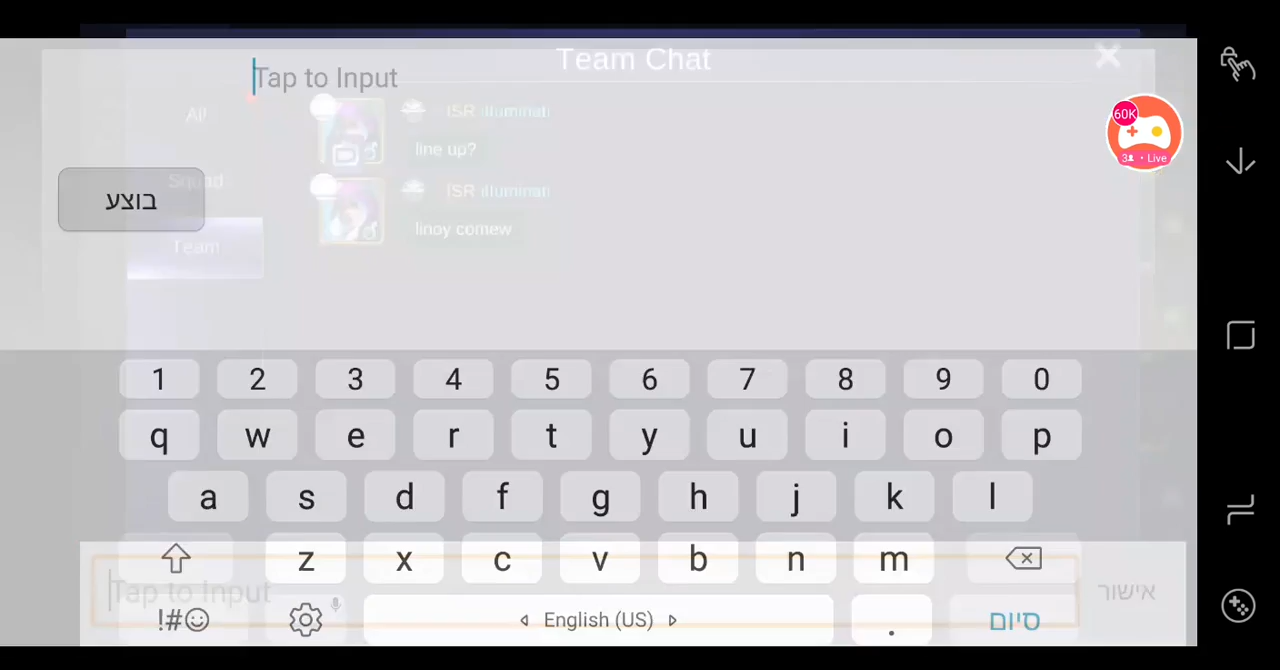 Team Chat
Tap to Input
All
ISR illuminati
60K
3 • Live
line up?
Squad
בוצע
ISR illuminati
linoy comew
Team
1 2 3 4 5 6 7 8 9 0
q w e r t y u i o p
a s d f g h j k l
z x c v b n m
Tap to Input
אישור
!#☺ English (US) . סיום